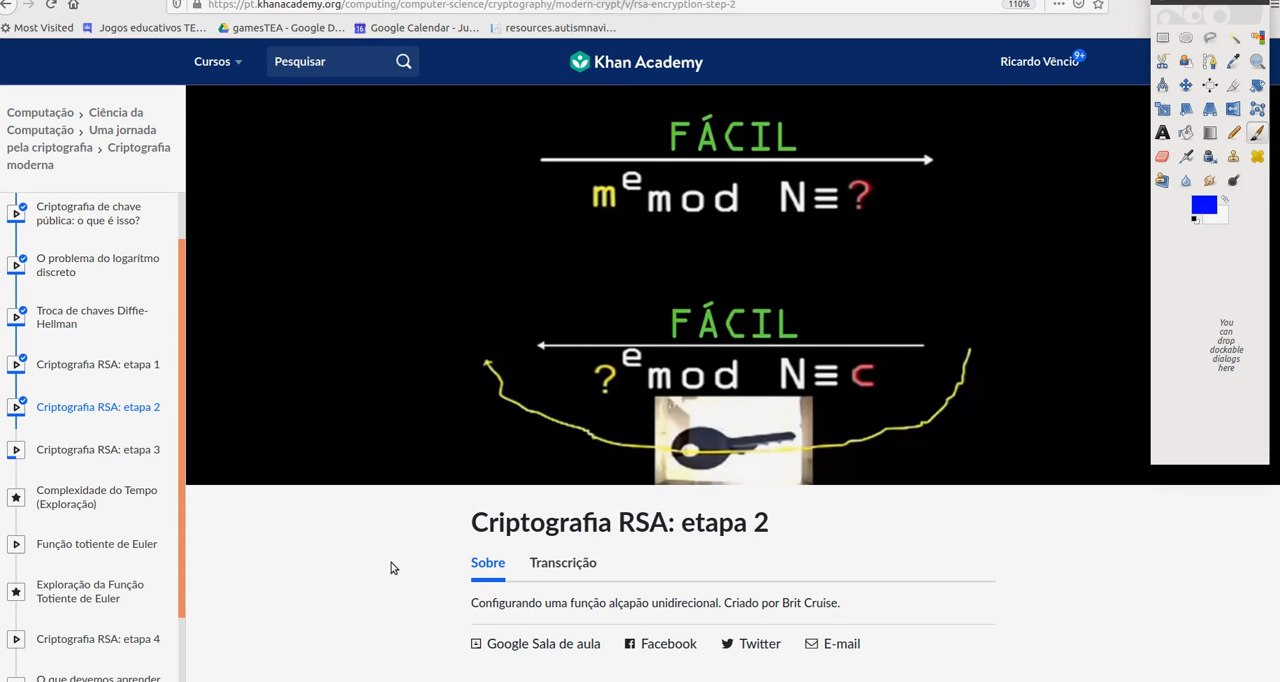 https://pt.khanacademy.org/computing/computer-science/cryptography/modern-crypt/v/rsa-encryption-step-2
110%
Most Visited
Jogos educativos TE...
gamesTEA - Google D...
16
Google Calendar - Ju...
resources.autismnavi...
Cursos
Pesquisar
Khan Academy
Ricardo Vêncio
9+
Computação > Ciência da
Computação > Uma jornada
pela criptografia > Criptografia
moderna
Criptografia de chave
pública: o que é isso?
O problema do logarítmo
discreto
Troca de chaves Diffie-
Hellman
Criptografia RSA: etapa 1
Criptografia RSA: etapa 2
Criptografia RSA: etapa 3
Complexidade do Tempo
(Exploração)
Função totiente de Euler
Exploração da Função
Totiente de Euler
Criptografia RSA: etapa 4
O que devemos aprender
FÁCIL
m^e mod N≡?
FÁCIL
?^e mod N≡c
Criptografia RSA: etapa 2
Sobre
Transcrição
Configurando uma função alçapão unidirecional. Criado por Brit Cruise.
Google Sala de aula
Facebook
Twitter
E-mail
You
can
drop
dockable
dialogs
here